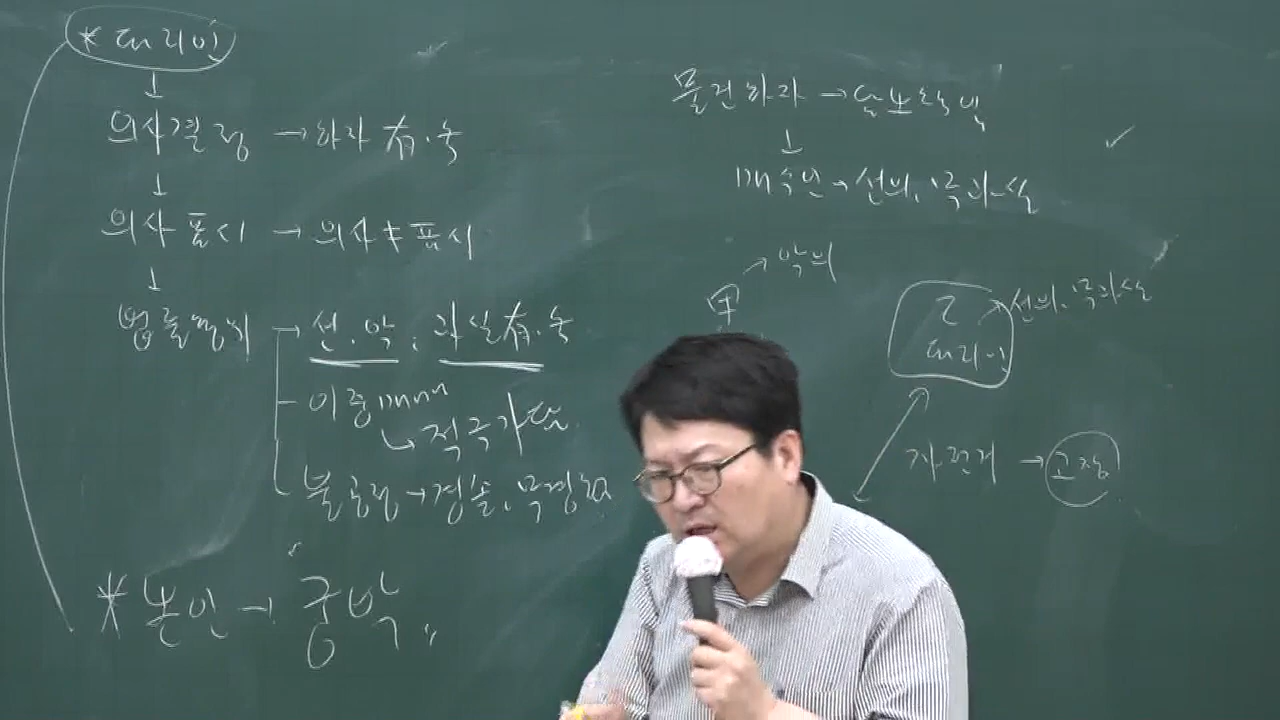 * 대리인
↓
의사결정 → 하자 有·무
↓
의사표시 → 의사≠표시
↓
법률행위 → 선·악, 과실有·무
이중매매
↳ 적극가담
불공정 → 경솔, 무경험
* 본인 → 궁박
물건하자 → 담보책임
↓
매수인 → 선의, 무과실
甲 → 악의
乙 → 선의, 무과실
대리인
자전거 → 고장